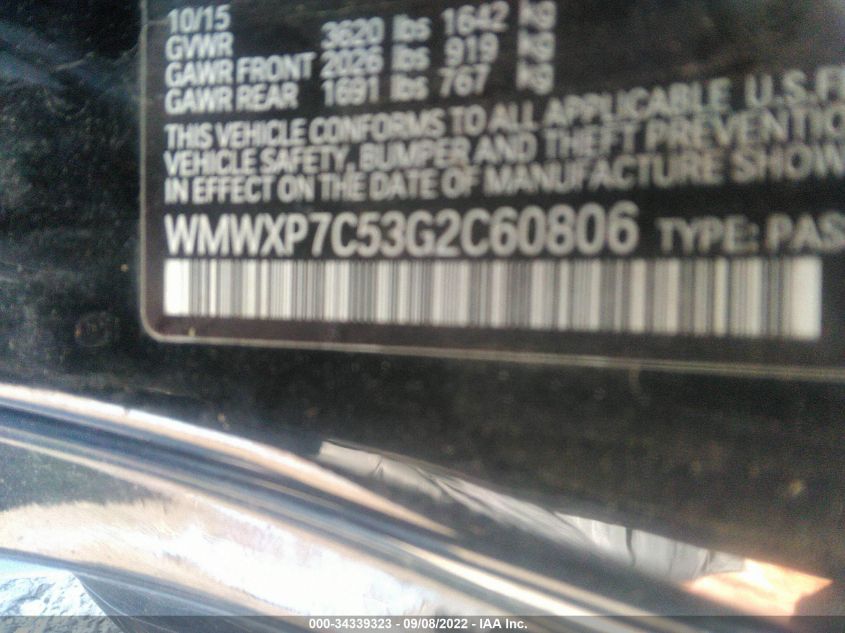 10/15
GVWR 3620 lbs 1642 kg
GAWR FRONT 2026 lbs 919 kg
GAWR REAR 1691 lbs 767 kg
THIS VEHICLE CONFORMS TO ALL APPLICABLE U.S.F
VEHICLE SAFETY, BUMPER AND THEFT PREVENTIO
IN EFFECT ON THE DATE OF MANUFACTURE SHOW
WMWXP7C53G2C60806 TYPE: PAS
000-34339323 - 09/08/2022 - IAA Inc.